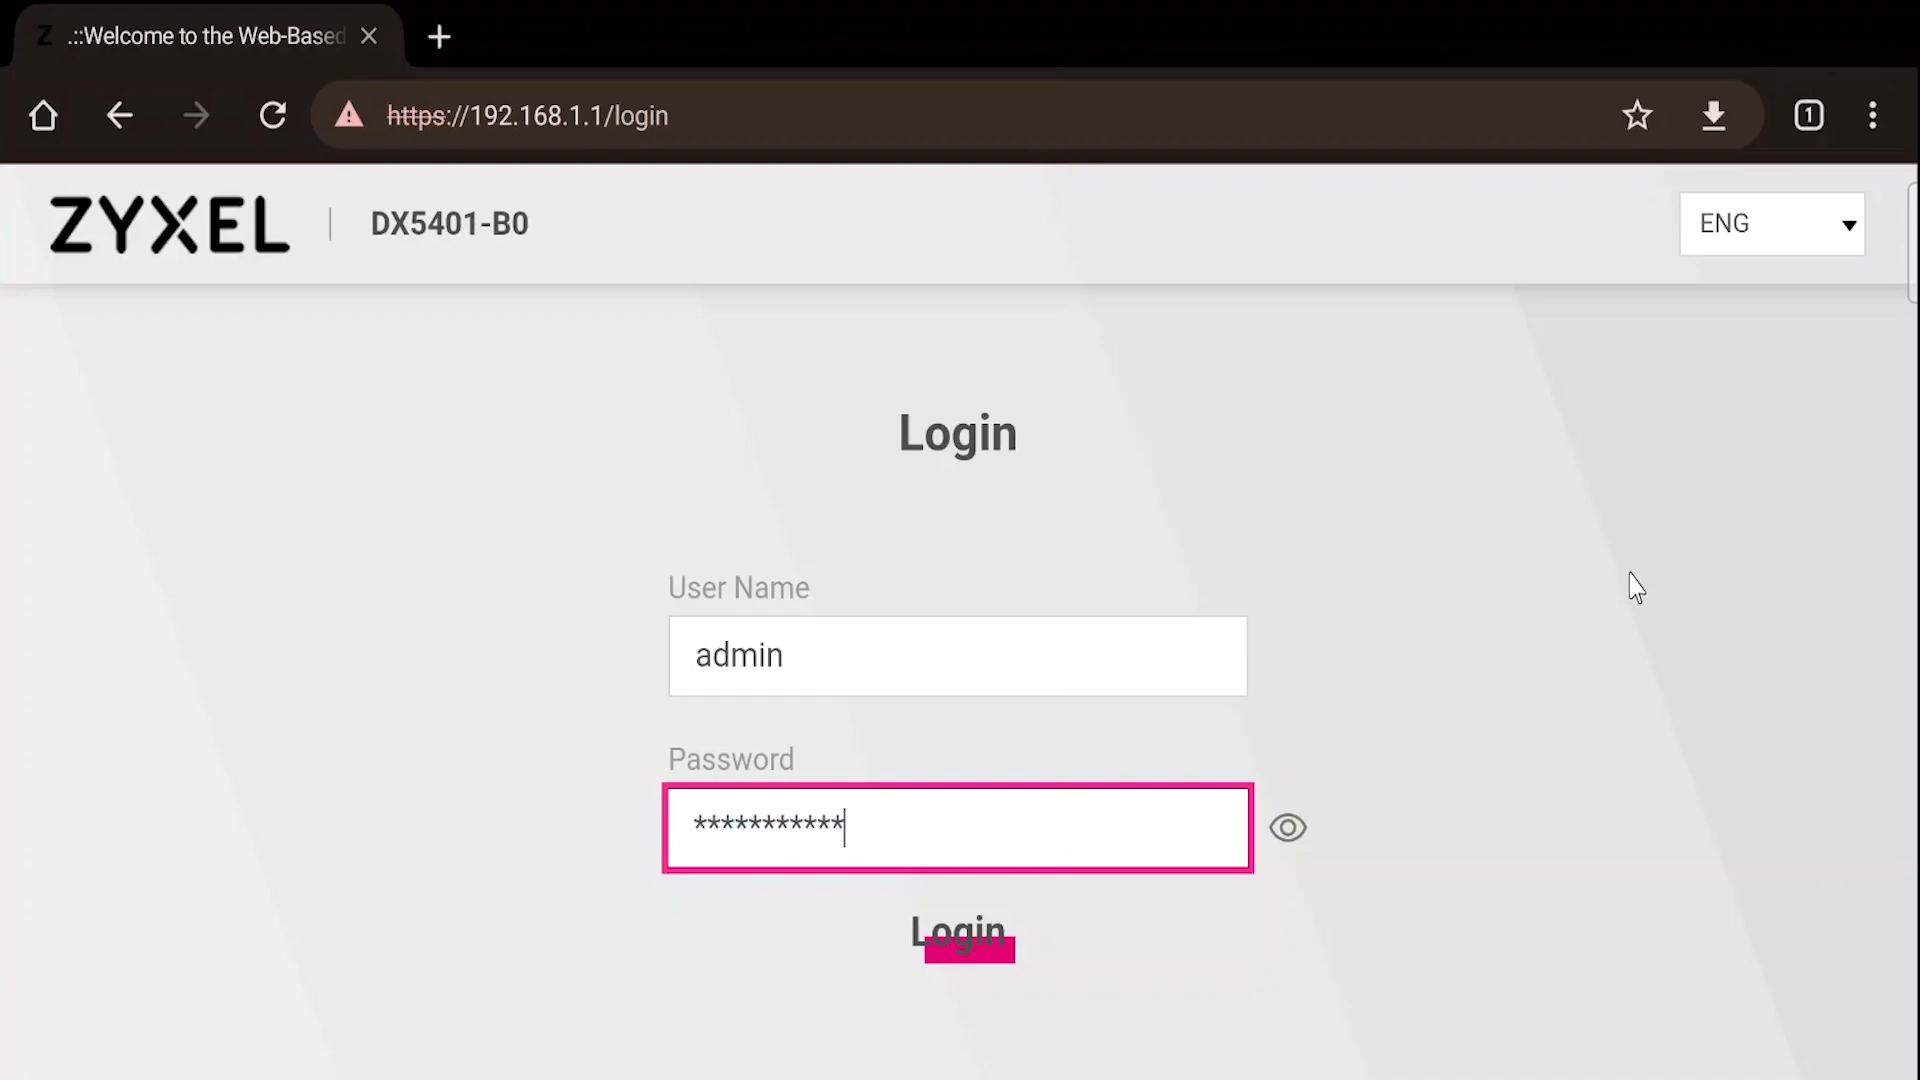 Z .::Welcome to the Web-Based
https://192.168.1.1/login
1
ZYXEL | DX5401-B0
ENG
Login
User Name
admin
Password
***********
Login